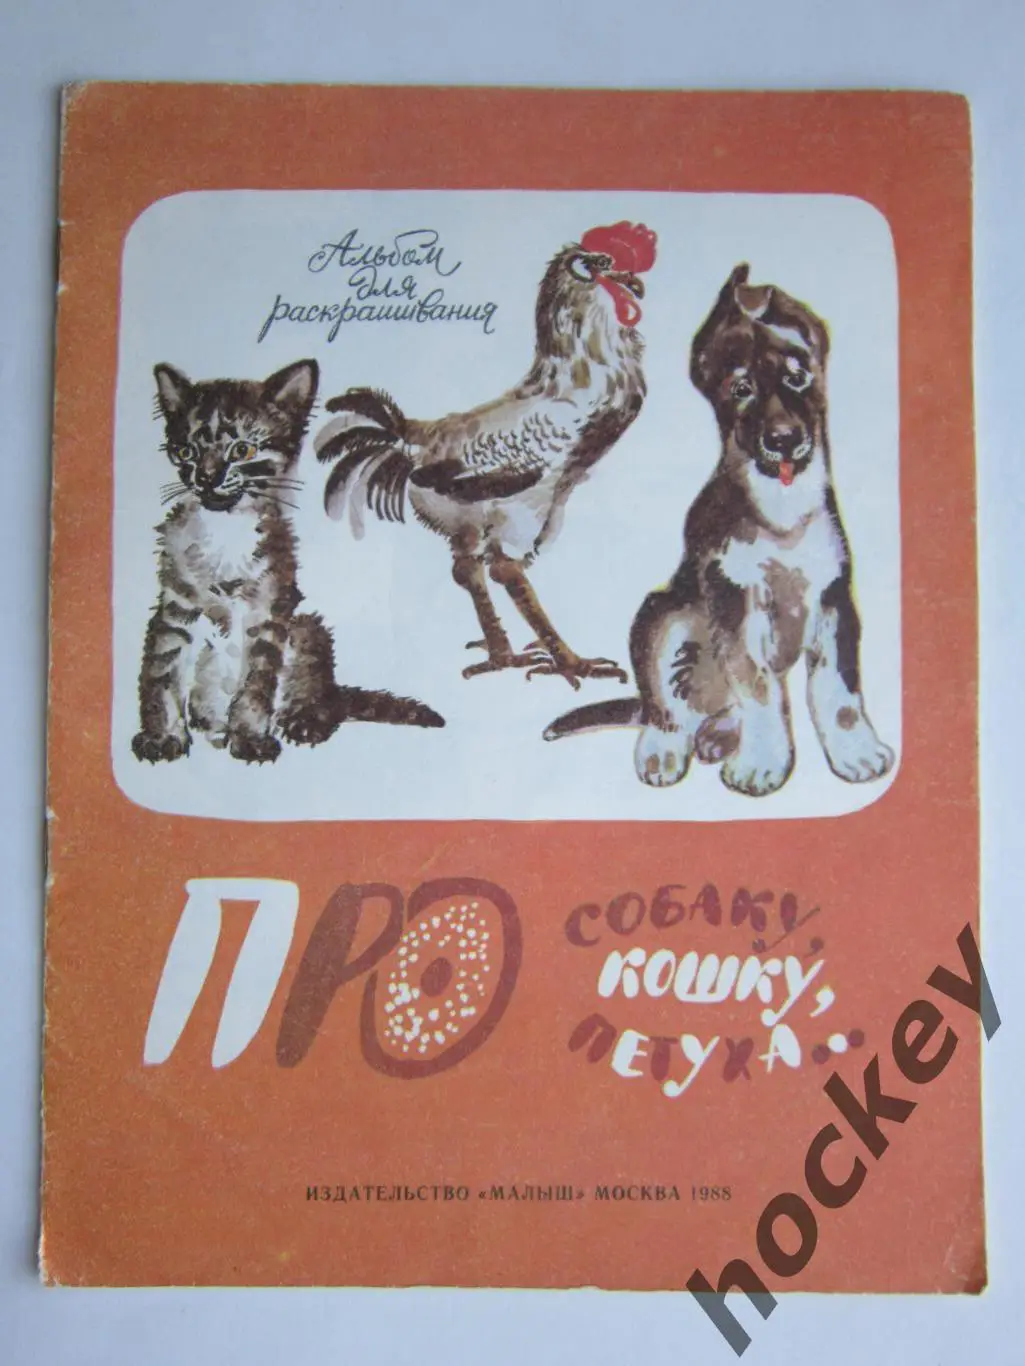 Альбом
для
раскрашивания
ПРО
СОБАКУ,
КОШКУ,
ПЕТУХА...
ИЗДАТЕЛЬСТВО «МАЛЫШ» МОСКВА 1988
hockey